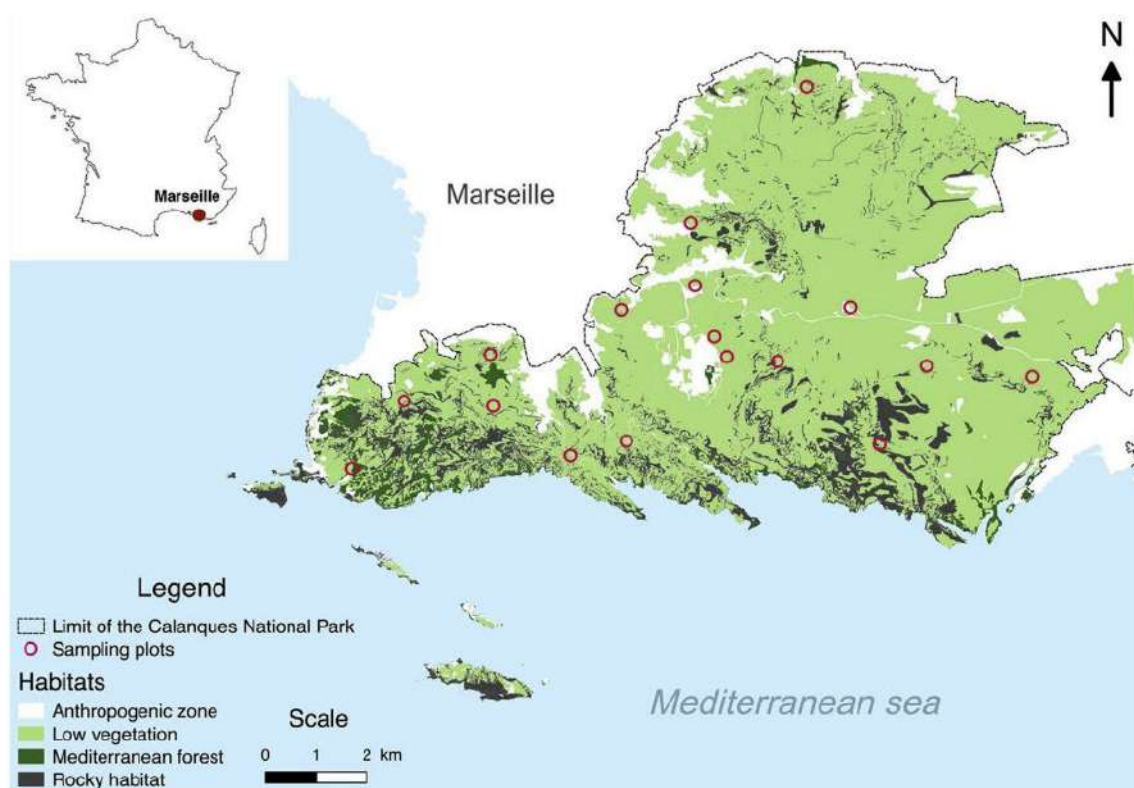 Marseille
N
Marseille
Legend
Limit of the Calanques National Park
Sampling plots
Habitats
Anthropogenic zone
Low vegetation
Mediterranean forest
Rocky habitat
Scale
0 1 2 km
Mediterranean sea